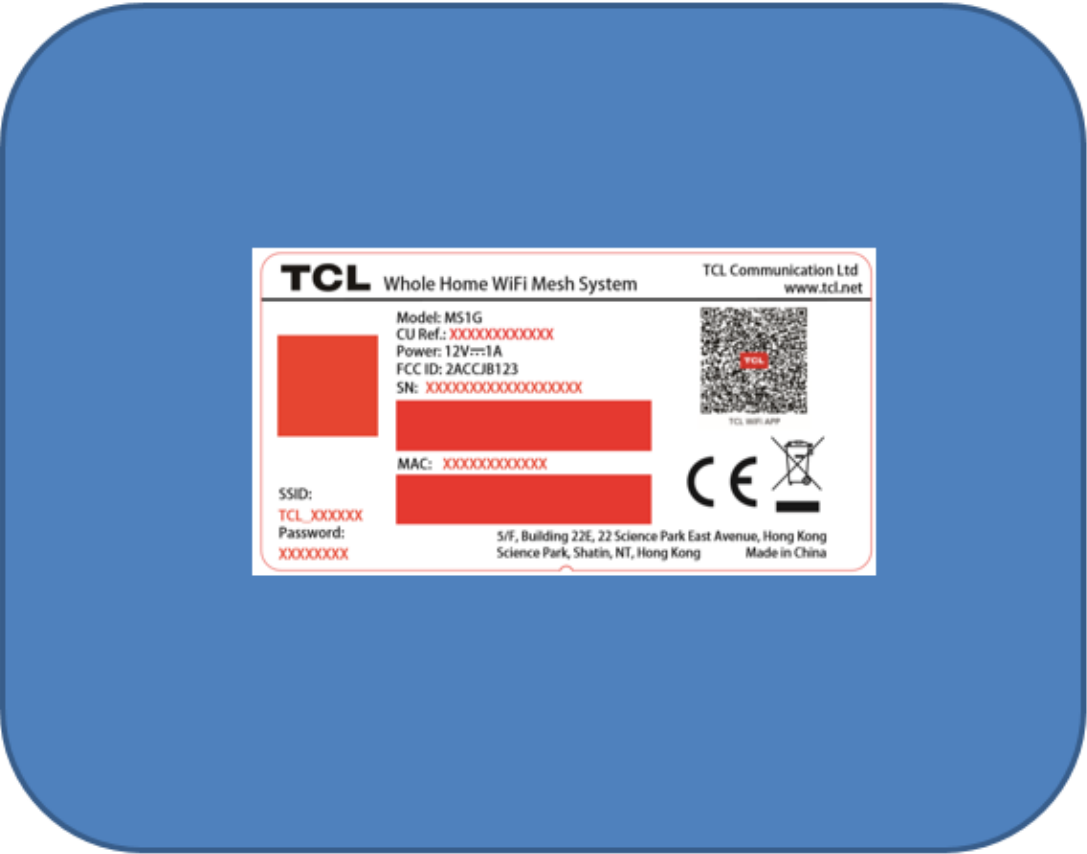 TCL Whole Home WiFi Mesh System
TCL Communication Ltd
www.tcl.net
Model: MS1G
CU Ref.: XXXXXXXXXXXX
Power: 12V⎓1A
FCC ID: 2ACCJB123
SN: XXXXXXXXXXXXXXXXXX
MAC: XXXXXXXXXXXX
SSID:
TCL_XXXXXX
Password:
XXXXXXXX
TCL
TCL WiFi APP
CE
5/F, Building 22E, 22 Science Park East Avenue, Hong Kong
Science Park, Shatin, NT, Hong Kong Made in China